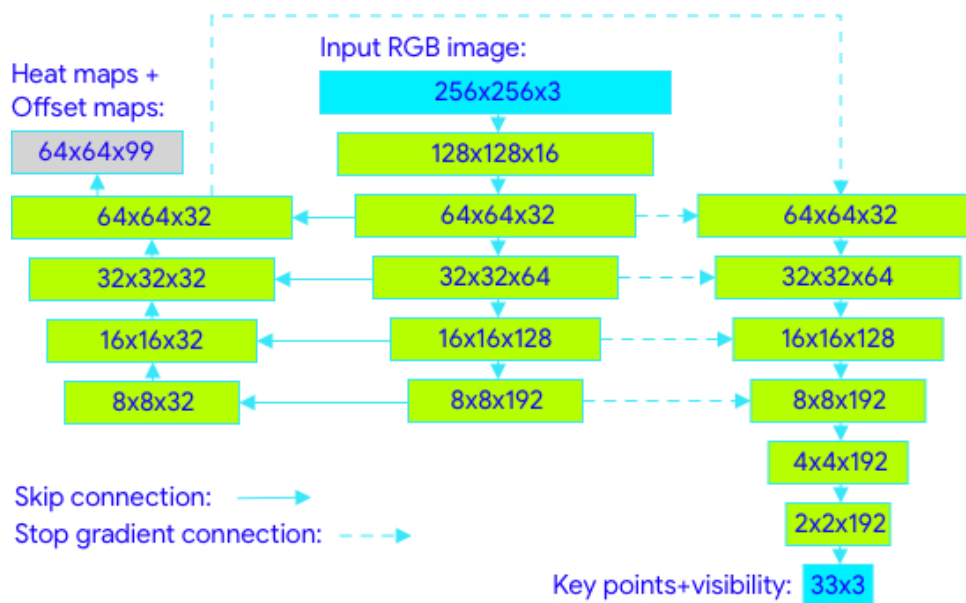 Input RGB image:
Heat maps +
Offset maps:
256x256x3
64x64x99
128x128x16
64x64x32
64x64x32
64x64x32
32x32x32
32x32x64
32x32x64
16x16x32
16x16x128
16x16x128
8x8x32
8x8x192
8x8x192
4x4x192
Skip connection:
2x2x192
Stop gradient connection:
Key points+visibility:
33x3